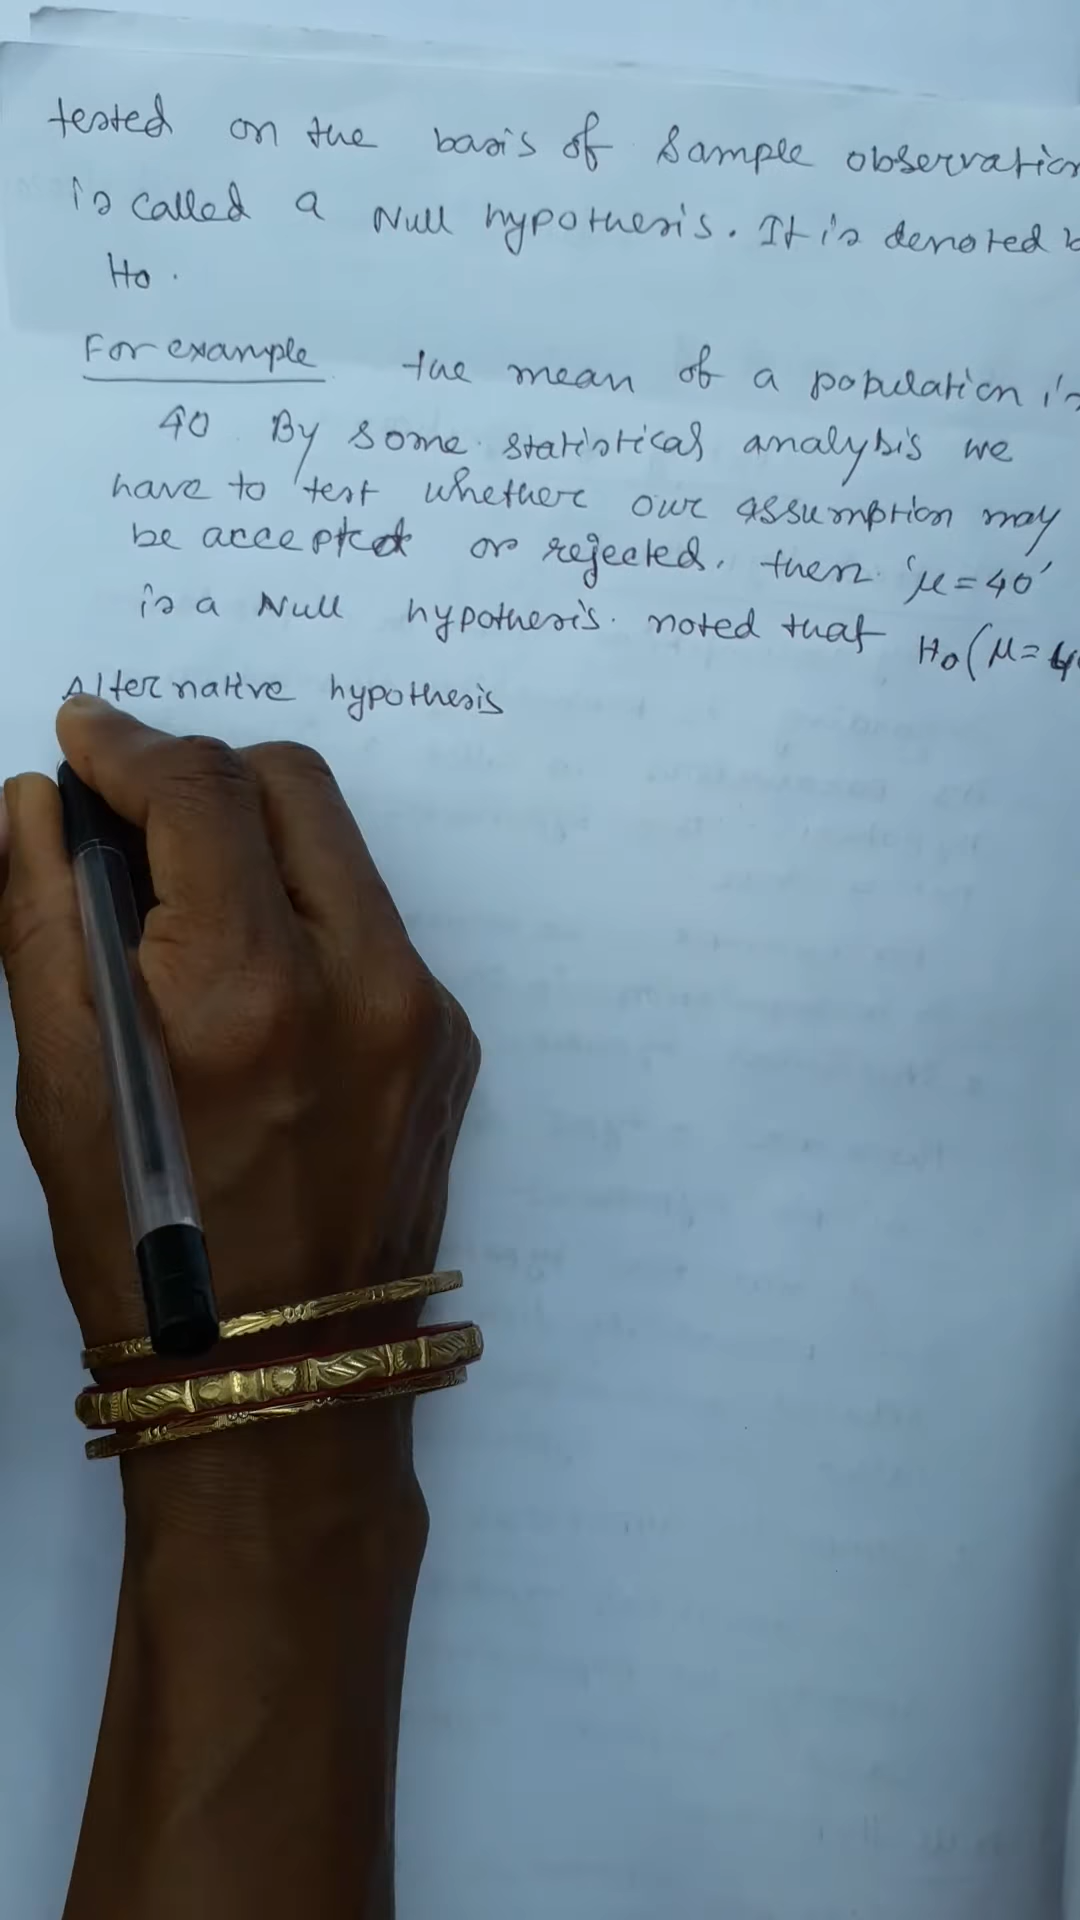 tested on the basis of sample observation
is called a Null hypothesis. It is denoted b
Ho.
For example the mean of a population is
40 By some statistical analysis we
have to test whether our assumption may
be accepted or rejected. then 'μ=40'
is a Null hypothesis. noted that Ho(μ=40
Alternative hypothesis